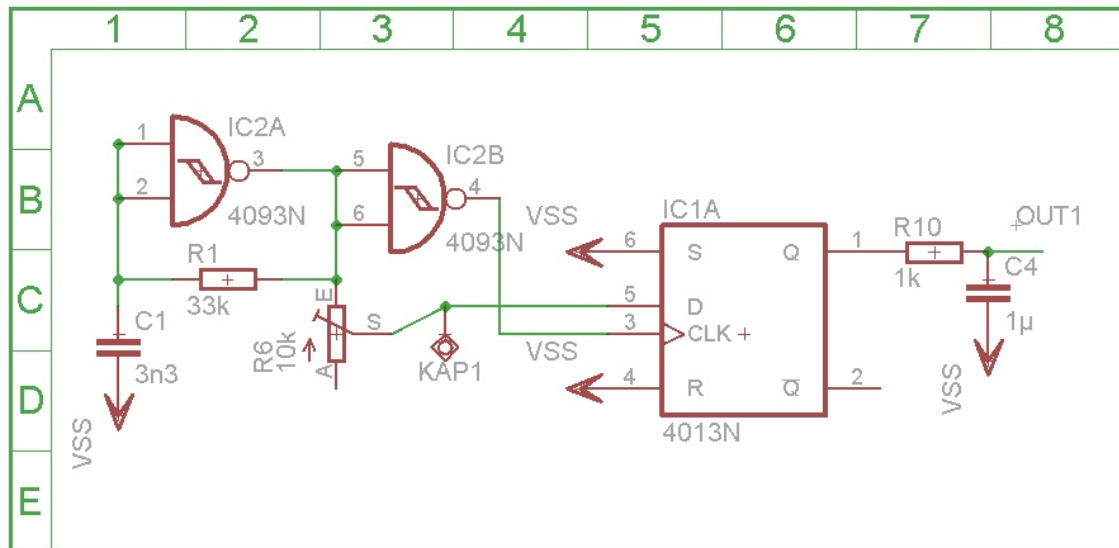 1 2 3 4 5 6 7 8
A
B
C
D
E
1
2
IC2A
3
4093N
5
6
IC2B
4
4093N
R1
33k
C1
3n3
VSS
E
S
A
R6
10k
KAP1
VSS
VSS
IC1A
6
S
5
D
3
CLK
4
R
Q
1
Q̅
2
4013N
R10
1k
OUT1
C4
1µ
VSS